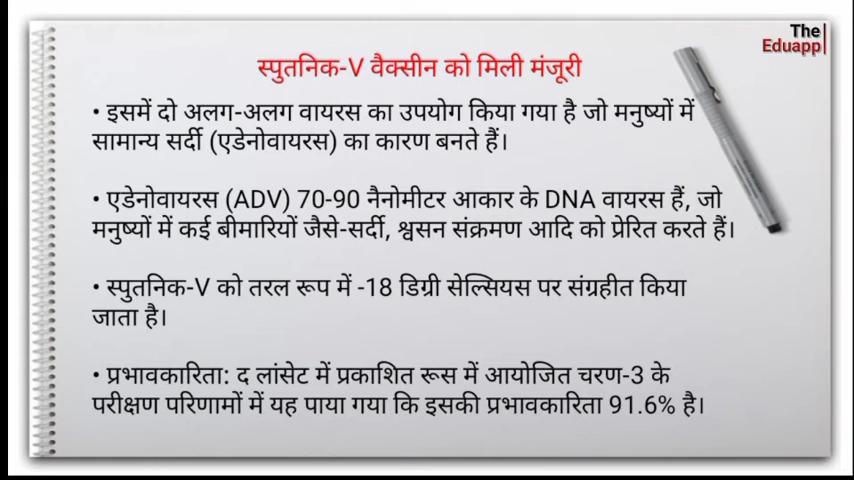 The
Eduapp
स्पुतनिक-V वैक्सीन को मिली मंजूरी
• इसमें दो अलग-अलग वायरस का उपयोग किया गया है जो मनुष्यों में
सामान्य सर्दी (एडेनोवायरस) का कारण बनते हैं।
• एडेनोवायरस (ADV) 70-90 नैनोमीटर आकार के DNA वायरस हैं, जो
मनुष्यों में कई बीमारियों जैसे-सर्दी, श्वसन संक्रमण आदि को प्रेरित करते हैं।
• स्पुतनिक-V को तरल रूप में -18 डिग्री सेल्सियस पर संग्रहीत किया
जाता है।
• प्रभावकारिता: द लांसेट में प्रकाशित रूस में आयोजित चरण-3 के
परीक्षण परिणामों में यह पाया गया कि इसकी प्रभावकारिता 91.6% है।